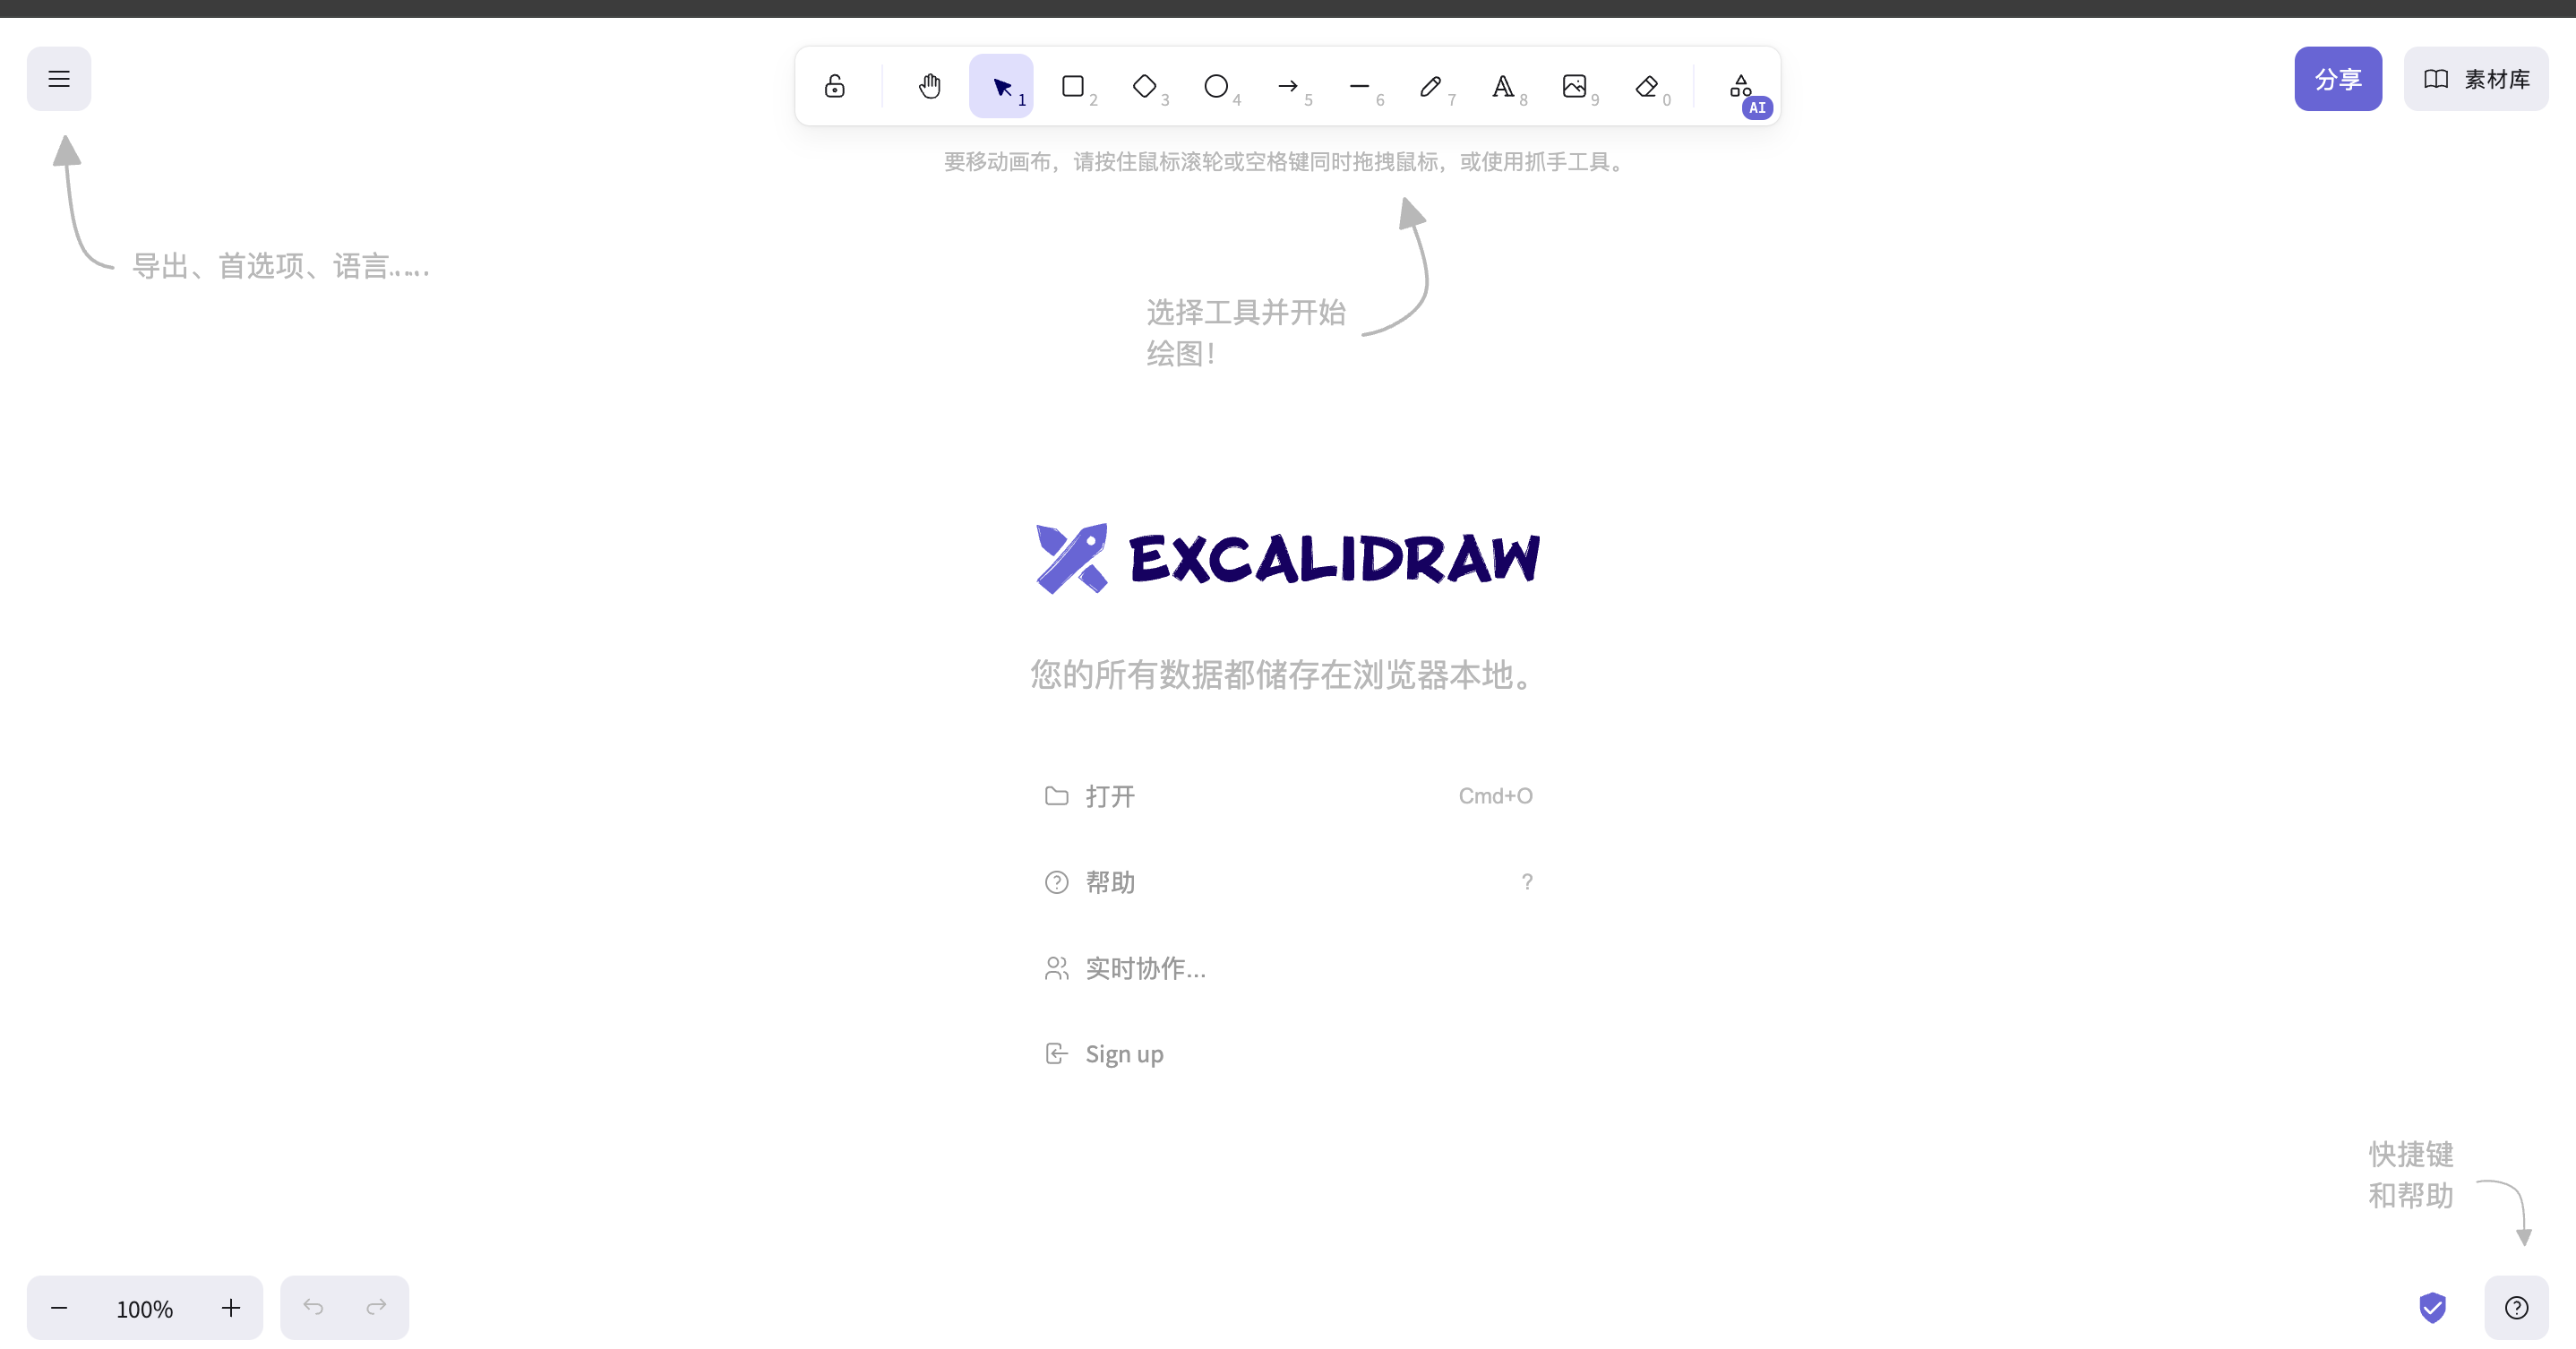 1 2 3 4 5 6 7 8 9 0 AI
分享
素材库
要移动画布，请按住鼠标滚轮或空格键同时拖拽鼠标，或使用抓手工具。
导出、首选项、语言……
选择工具并开始
绘图！
EXCALIDRAW
您的所有数据都储存在浏览器本地。
打开 Cmd+O
帮助 ?
实时协作...
Sign up
快捷键
和帮助
100%